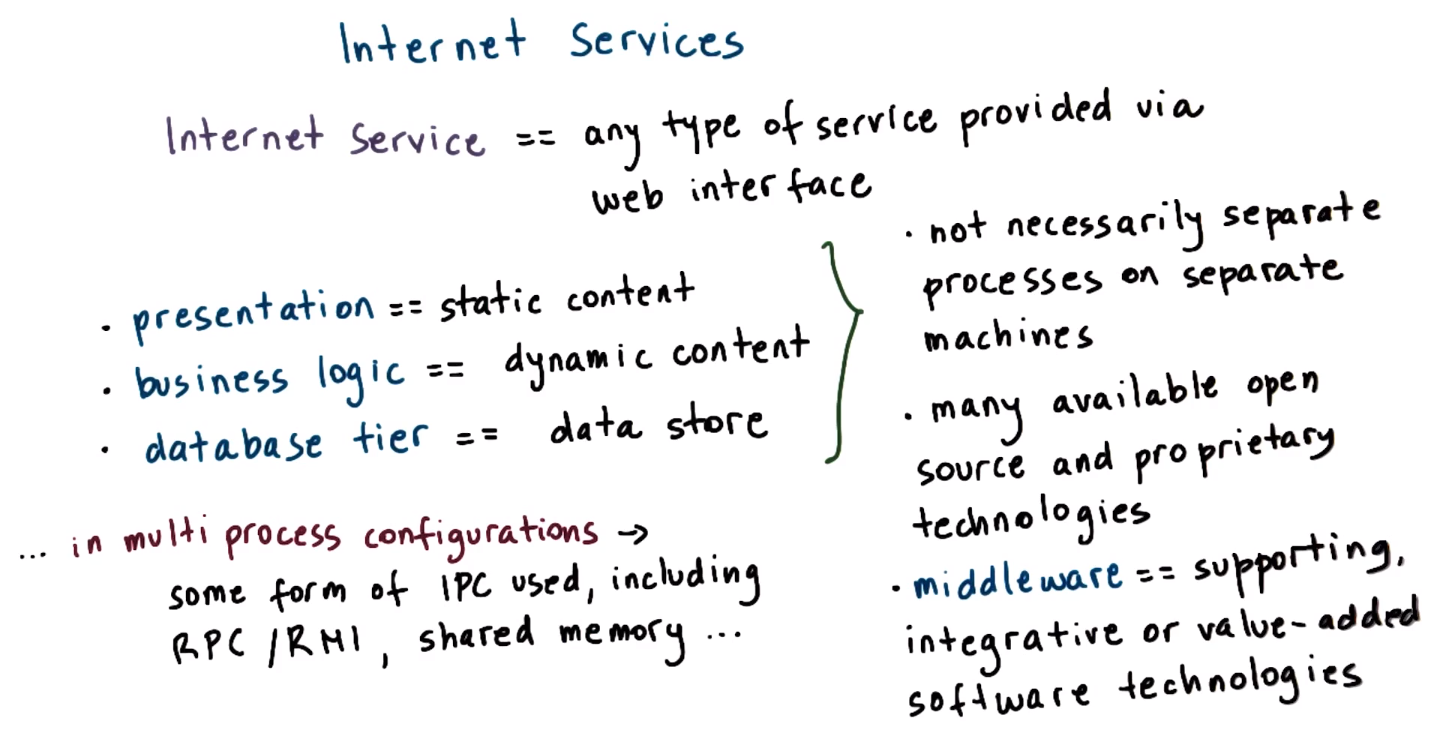 Internet Services
Internet Service == any type of service provided via
web interface
• presentation == static content
• business logic == dynamic content
• database tier == data store
... in multi process configurations →
some form of IPC used, including
RPC/RMI, shared memory ...
• not necessarily separate
processes on separate
machines
• many available open
source and proprietary
technologies
• middleware == supporting,
integrative or value-added
software technologies